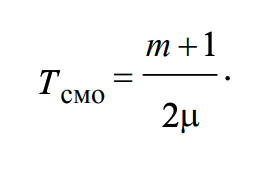 T_смо = (m + 1) / 2μ.